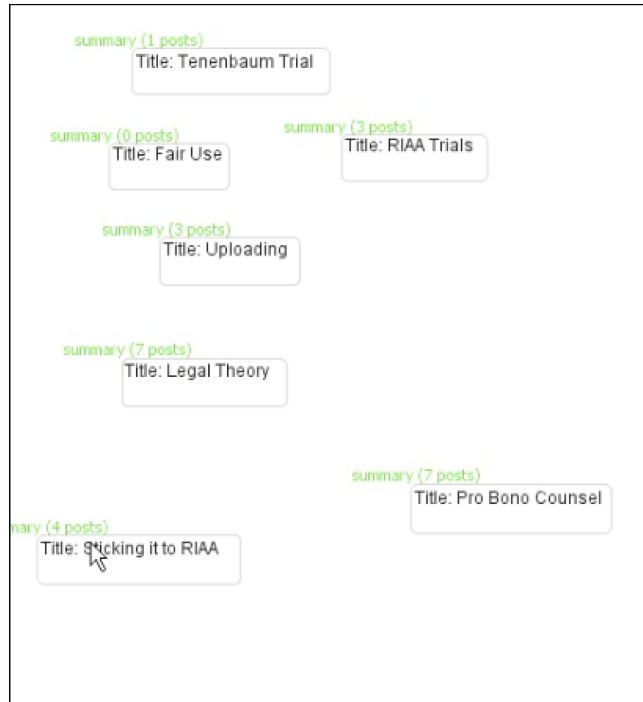 summary (1 posts)
Title: Tenenbaum Trial
summary (0 posts)
Title: Fair Use
summary (3 posts)
Title: RIAA Trials
summary (3 posts)
Title: Uploading
summary (7 posts)
Title: Legal Theory
summary (7 posts)
Title: Pro Bono Counsel
mary (4 posts)
Title: Sticking it to RIAA